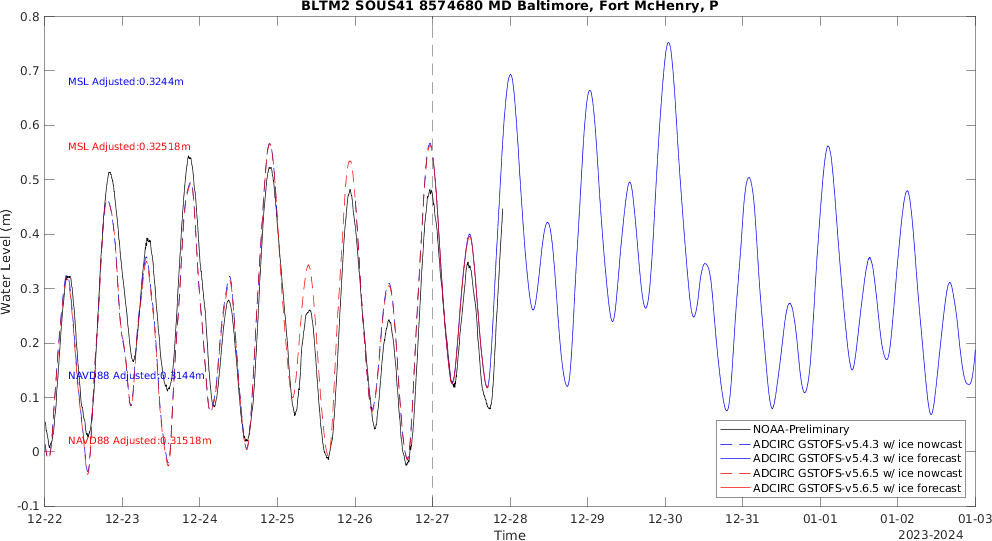 BLTM2 SOUS41 8574680 MD Baltimore, Fort McHenry, P
0.8
0.7
0.6
0.5
0.4
0.3
0.2
0.1
0
-0.1
Water Level (m)
MSL Adjusted:0.3244m
MSL Adjusted:0.32518m
NAVD88 Adjusted:0.3144m
NAVD88 Adjusted:0.31518m
NOAA-Preliminary
ADCIRC GSTOFS-v5.4.3 w/ ice nowcast
ADCIRC GSTOFS-v5.4.3 w/ ice forecast
ADCIRC GSTOFS-v5.6.5 w/ ice nowcast
ADCIRC GSTOFS-v5.6.5 w/ ice forecast
12-22 12-23 12-24 12-25 12-26 12-27 12-28 12-29 12-30 12-31 01-01 01-02 01-03
Time
2023-2024